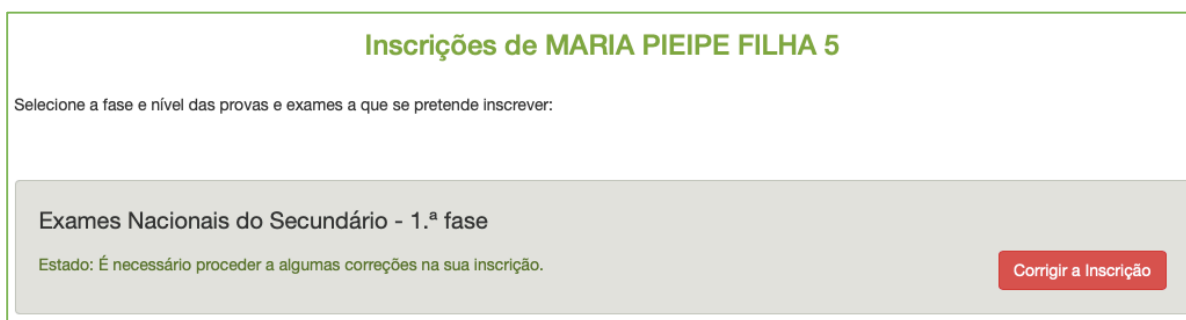 Inscrições de MARIA PIEIPE FILHA 5
Selecione a fase e nível das provas e exames a que se pretende inscrever:
Exames Nacionais do Secundário - 1.ª fase
Estado: É necessário proceder a algumas correções na sua inscrição.
Corrigir a Inscrição